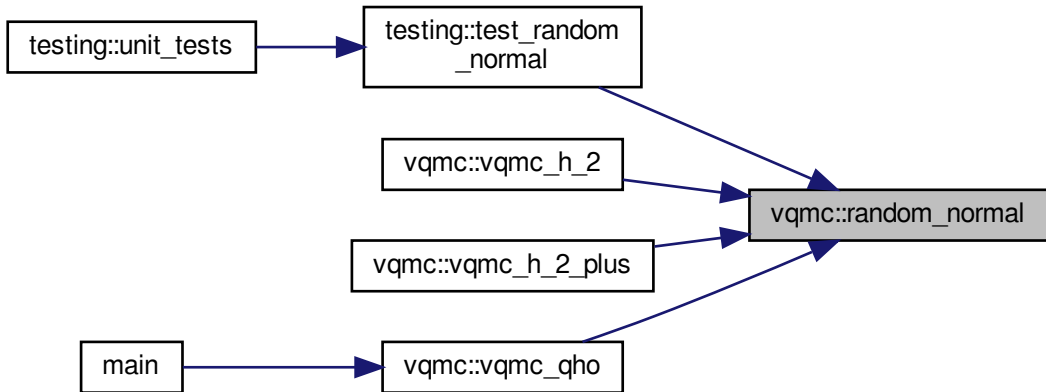 testing::unit_tests
testing::test_random
_normal
vqmc::vqmc_h_2
vqmc::random_normal
vqmc::vqmc_h_2_plus
main
vqmc::vqmc_qho